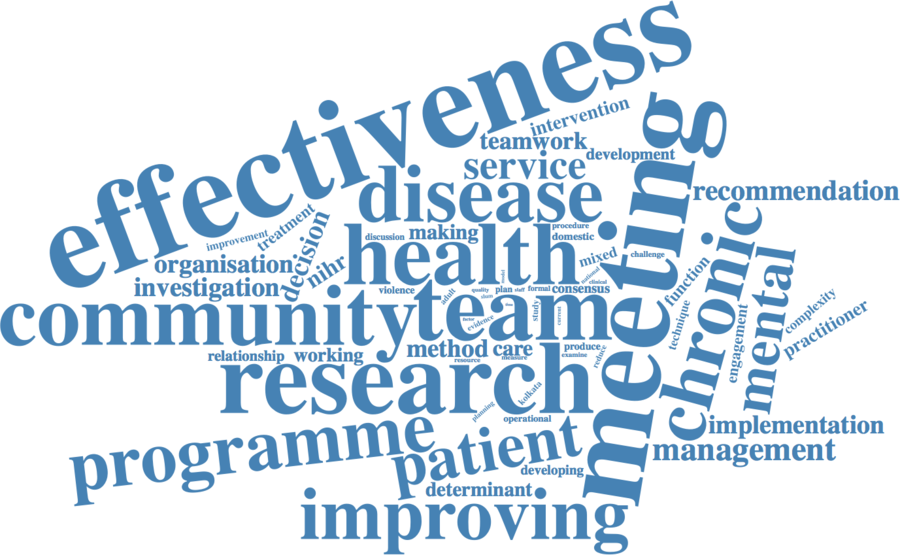 effectiveness
intervention
teamwork
service
development
disease
meeting
recommendation
improvement
treatment
decision
discussion
making
procedure
domestic
health
mixed
challenge
organisation
nihr
investigation
violence
adult
quality
plan
staff
formal
consensus
national
clinical
function
chronic
mental
complexity
practitioner
technique
engagement
community
team
evidence
study
current
relationship
working
method
care
produce
examine
reduce
resource
measure
research
kolkata
planning
operational
programme
patient
developing
determinant
improving
implementation
management